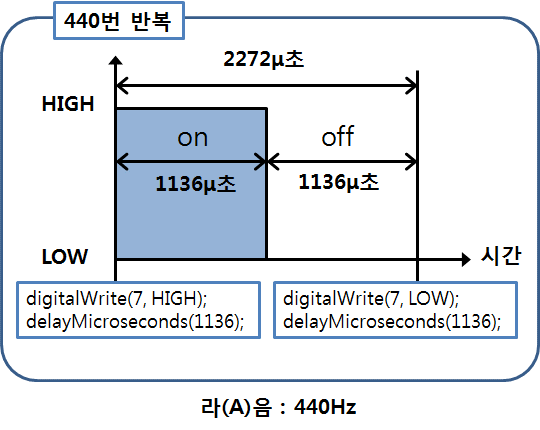 440번 반복
2272μ초
HIGH
on
off
1136μ초
1136μ초
LOW
시간
digitalWrite(7, HIGH);
delayMicroseconds(1136);
digitalWrite(7, LOW);
delayMicroseconds(1136);
라(A)음 : 440Hz